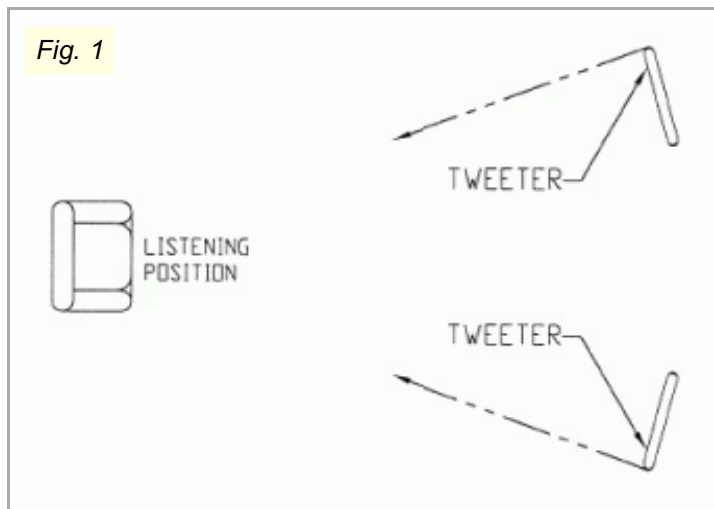 Fig. 1
TWEETER
LISTENING
POSITION
TWEETER